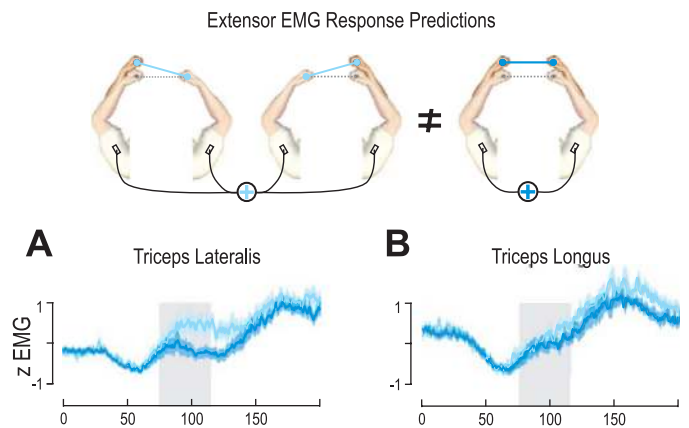 Extensor EMG Response Predictions
≠
A Triceps Lateralis
B Triceps Longus
z EMG
1
-1
0 50 100 150
1
-1
0 50 100 150